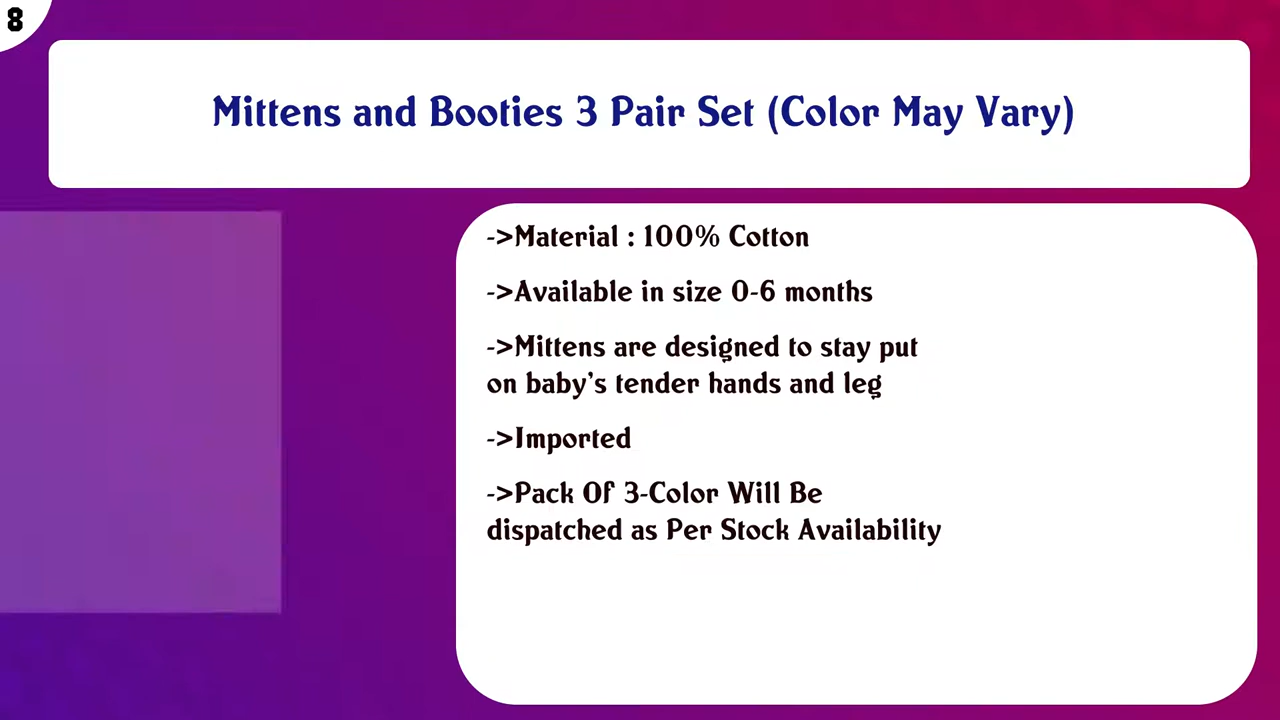 8
Mittens and Booties 3 Pair Set (Color May Vary)
->Material : 100% Cotton
->Available in size 0-6 months
->Mittens are designed to stay put
on baby's tender hands and leg
->Imported
->Pack Of 3-Color Will Be
dispatched as Per Stock Availability